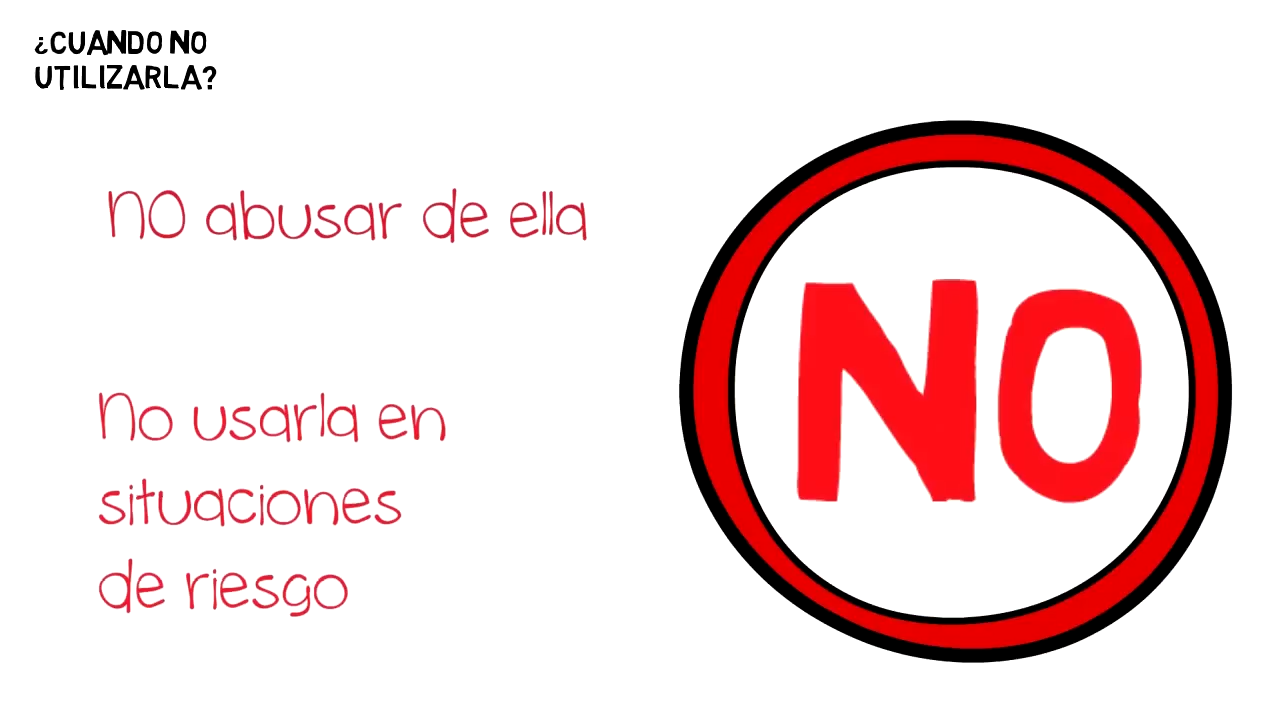 ¿CUANDO NO
UTILIZARLA?
NO abusar de ella
No usarla en
situaciones
de riesgo
NO